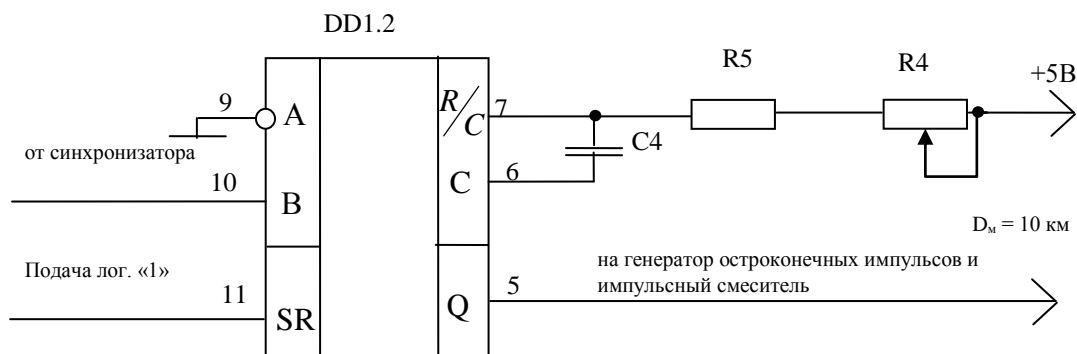 DD1.2
R5
R4
+5В
9
A
R/C
7
от синхронизатора
C4
10
B
C
6
Dм = 10 км
Подача лог. «1»
на генератор остроконечных импульсов и
импульсный смеситель
11
SR
Q
5